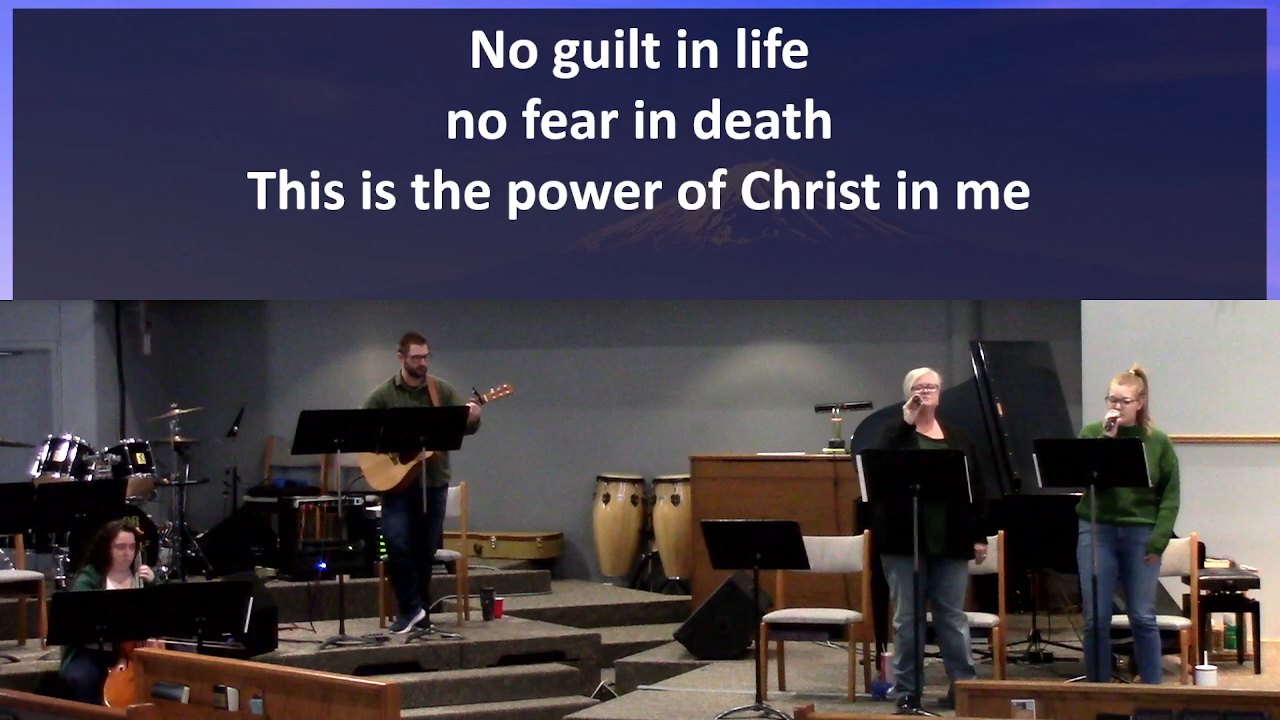 No guilt in life
no fear in death
This is the power of Christ in me